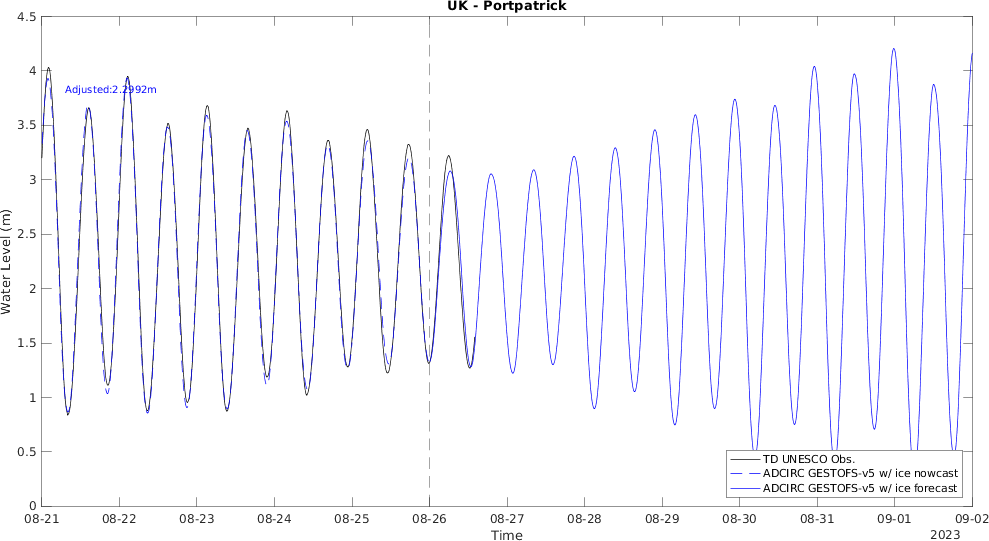 UK - Portpatrick
4.5
4
3.5
3
2.5
2
1.5
1
0.5
0
Water Level (m)
Adjusted:2.2992m
TD UNESCO Obs.
ADCIRC GESTOFS-v5 w/ ice nowcast
ADCIRC GESTOFS-v5 w/ ice forecast
08-21 08-22 08-23 08-24 08-25 08-26 08-27 08-28 08-29 08-30 08-31 09-01 09-02
Time
2023